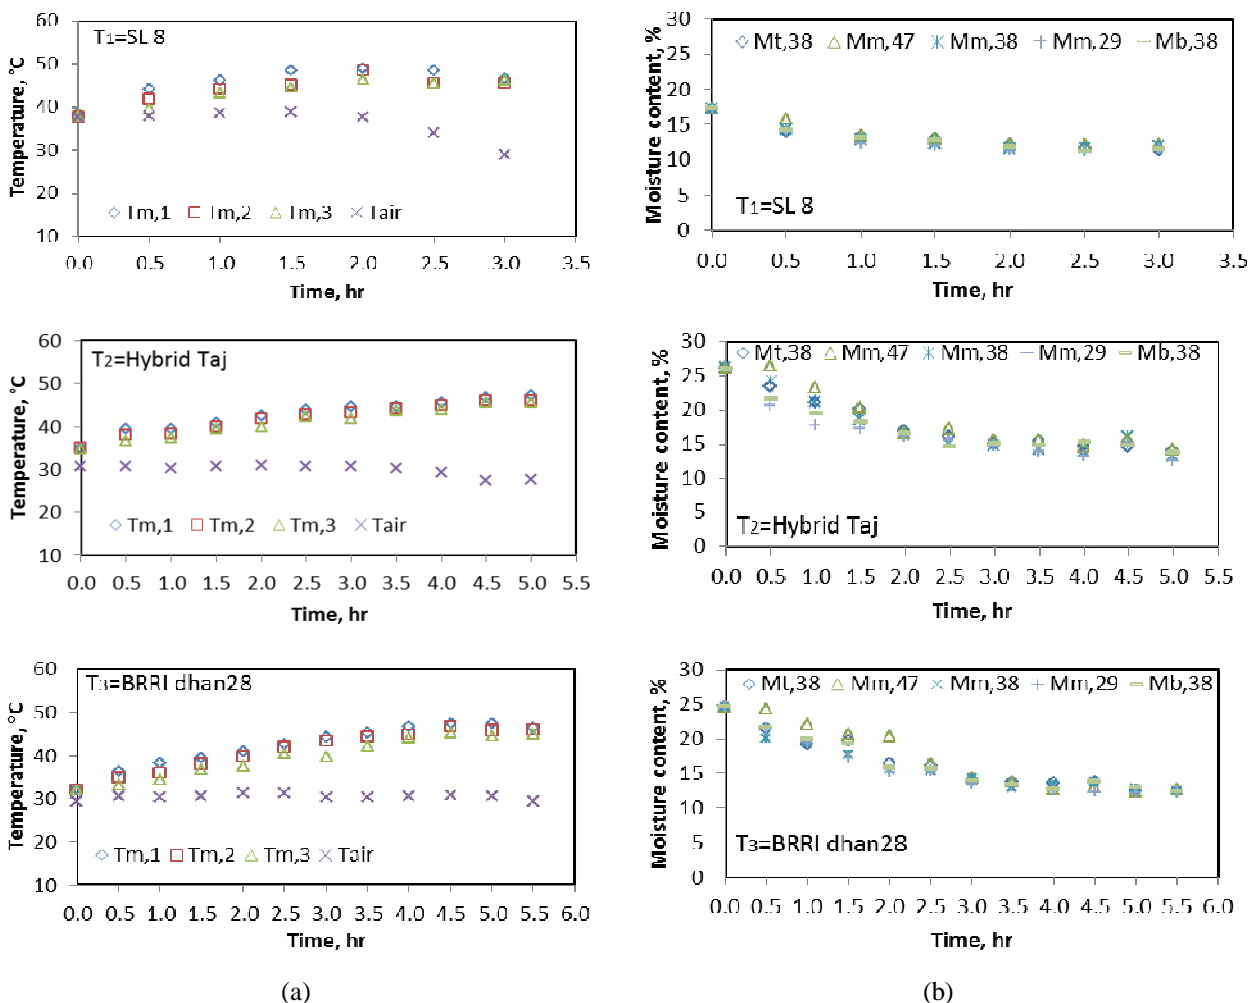 60
50
40
30
20
10
Temperature, °C
T1=SL 8
Tm,1 Tm,2 Tm,3 Tair
0.0 0.5 1.0 1.5 2.0 2.5 3.0 3.5
Time, hr
30
25
20
15
10
5
0
Moisture content, %
Mt,38 Mm,47 Mm,38 Mm,29 Mb,38
T1=SL 8
0.0 0.5 1.0 1.5 2.0 2.5 3.0 3.5
Time, hr
60
50
40
30
20
10
Temperature, °C
T2=Hybrid Taj
Tm,1 Tm,2 Tm,3 Tair
0.0 0.5 1.0 1.5 2.0 2.5 3.0 3.5 4.0 4.5 5.0 5.5
Time, hr
30
25
20
15
10
5
0
Moisture content, %
Mt,38 Mm,47 Mm,38 Mm,29 Mb,38
T2=Hybrid Taj
0.0 0.5 1.0 1.5 2.0 2.5 3.0 3.5 4.0 4.5 5.0 5.5
Time, hr
60
50
40
30
20
10
Temperature, °C
T3=BRRI dhan28
Tm,1 Tm,2 Tm,3 Tair
0.0 0.5 1.0 1.5 2.0 2.5 3.0 3.5 4.0 4.5 5.0 5.5 6.0
Time, hr
30
25
20
15
10
5
0
Moisture content, %
Mt,38 Mm,47 Mm,38 Mm,29 Mb,38
T3=BRRI dhan28
0.0 0.5 1.0 1.5 2.0 2.5 3.0 3.5 4.0 4.5 5.0 5.5 6.0
Time, hr
(a)
(b)